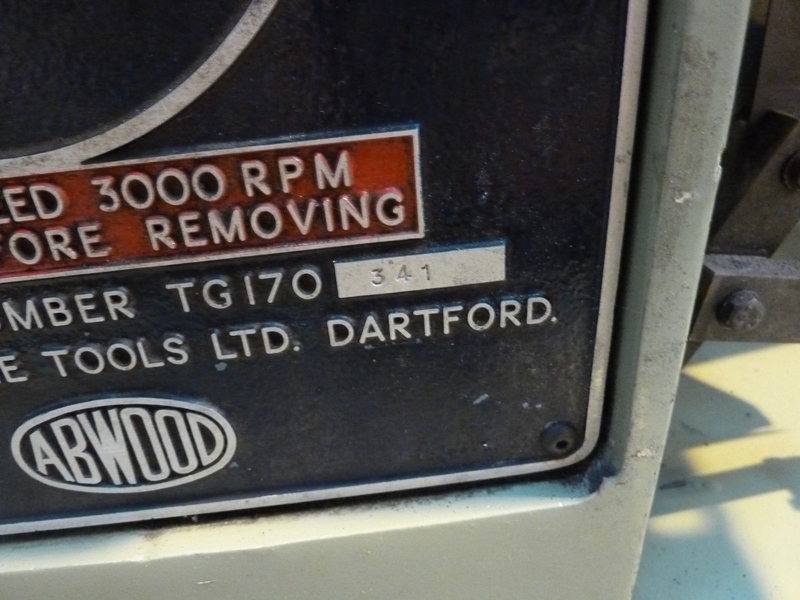 LED 3000 RPM
FORE REMOVING
MBER TG170 341
E TOOLS LTD. DARTFORD.
ABWOOD